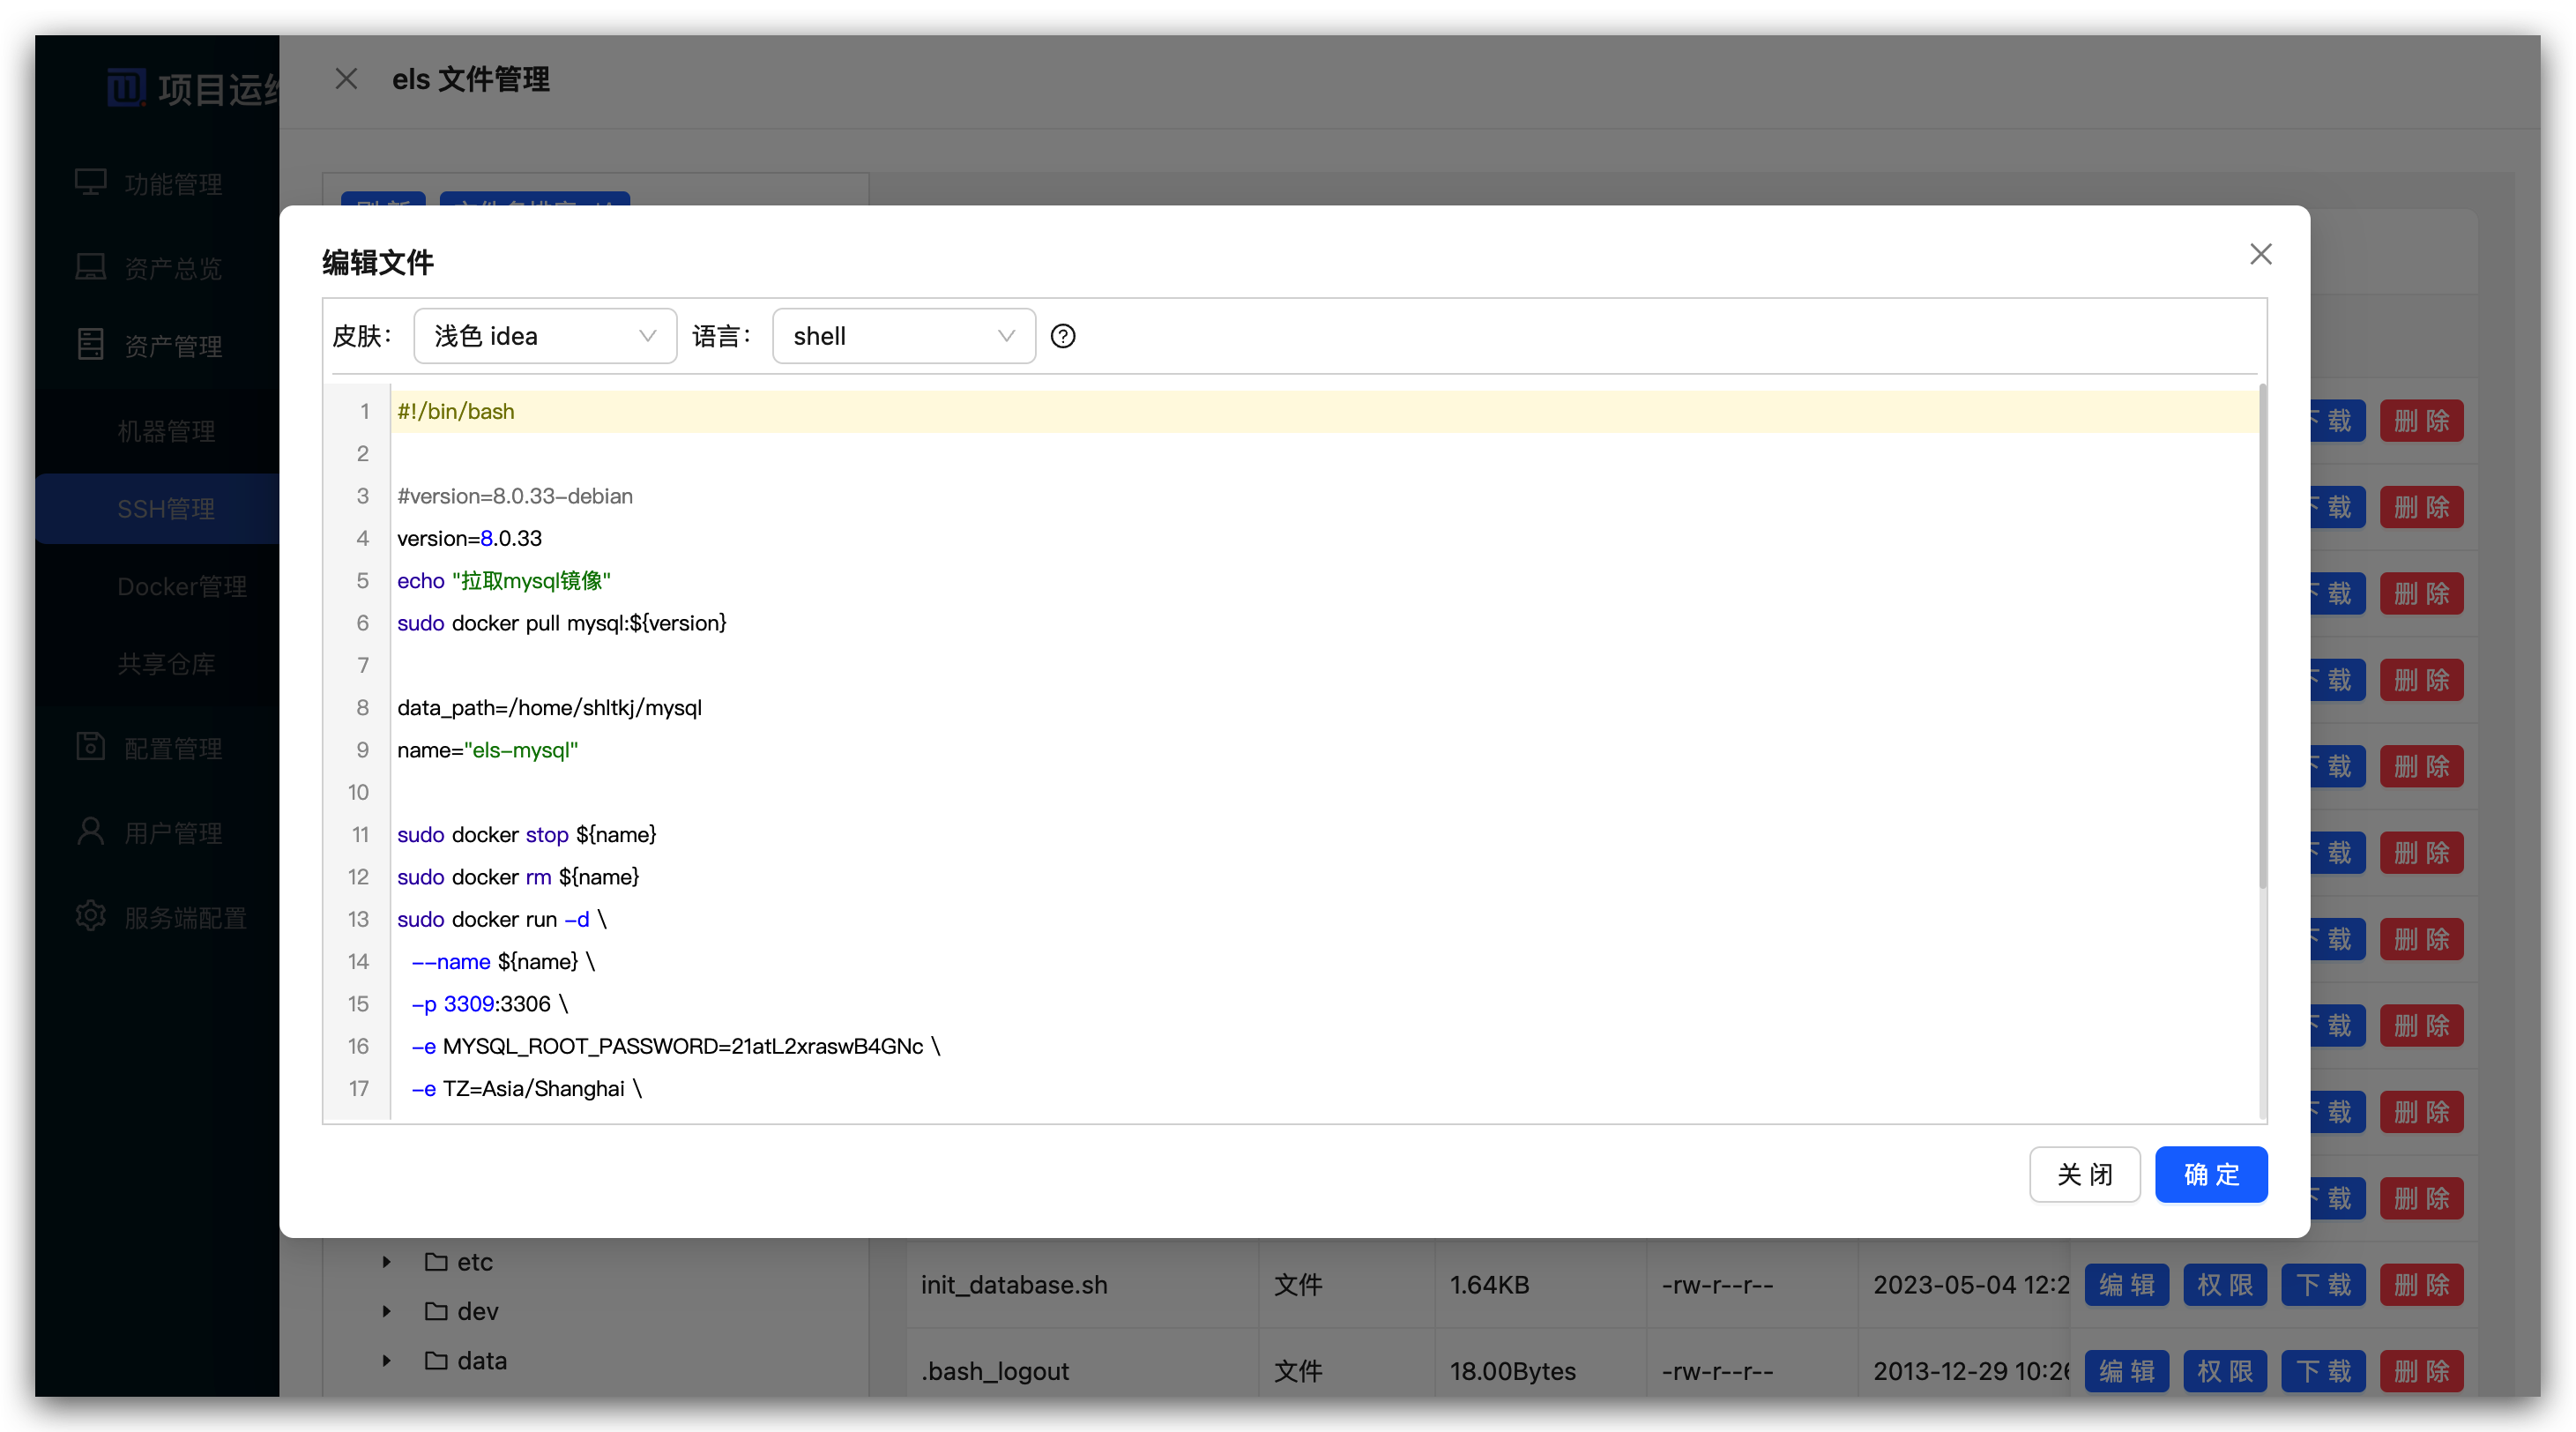 项目运维
els 文件管理
功能管理
资产总览
资产管理
机器管理
SSH管理
Docker管理
共享仓库
配置管理
用户管理
服务端配置
编辑文件
皮肤： 浅色 idea 语言： shell
1 #!/bin/bash
2
3 #version=8.0.33-debian
4 version=8.0.33
5 echo "拉取mysql镜像"
6 sudo docker pull mysql:${version}
7
8 data_path=/home/shltkj/mysql
9 name="els-mysql"
10
11 sudo docker stop ${name}
12 sudo docker rm ${name}
13 sudo docker run -d \
14 --name ${name} \
15 -p 3309:3306 \
16 -e MYSQL_ROOT_PASSWORD=21atL2xraswB4GNc \
17 -e TZ=Asia/Shanghai \
关 闭 确 定
下 载 删 除
下 载 删 除
下 载 删 除
下 载 删 除
下 载 删 除
下 载 删 除
下 载 删 除
下 载 删 除
下 载 删 除
下 载 删 除
etc
dev
data
init_database.sh 文件 1.64KB -rw-r--r-- 2023-05-04 12:2 编 辑 权 限 下 载 删 除
.bash_logout 文件 18.00Bytes -rw-r--r-- 2013-12-29 10:26 编 辑 权 限 下 载 删 除